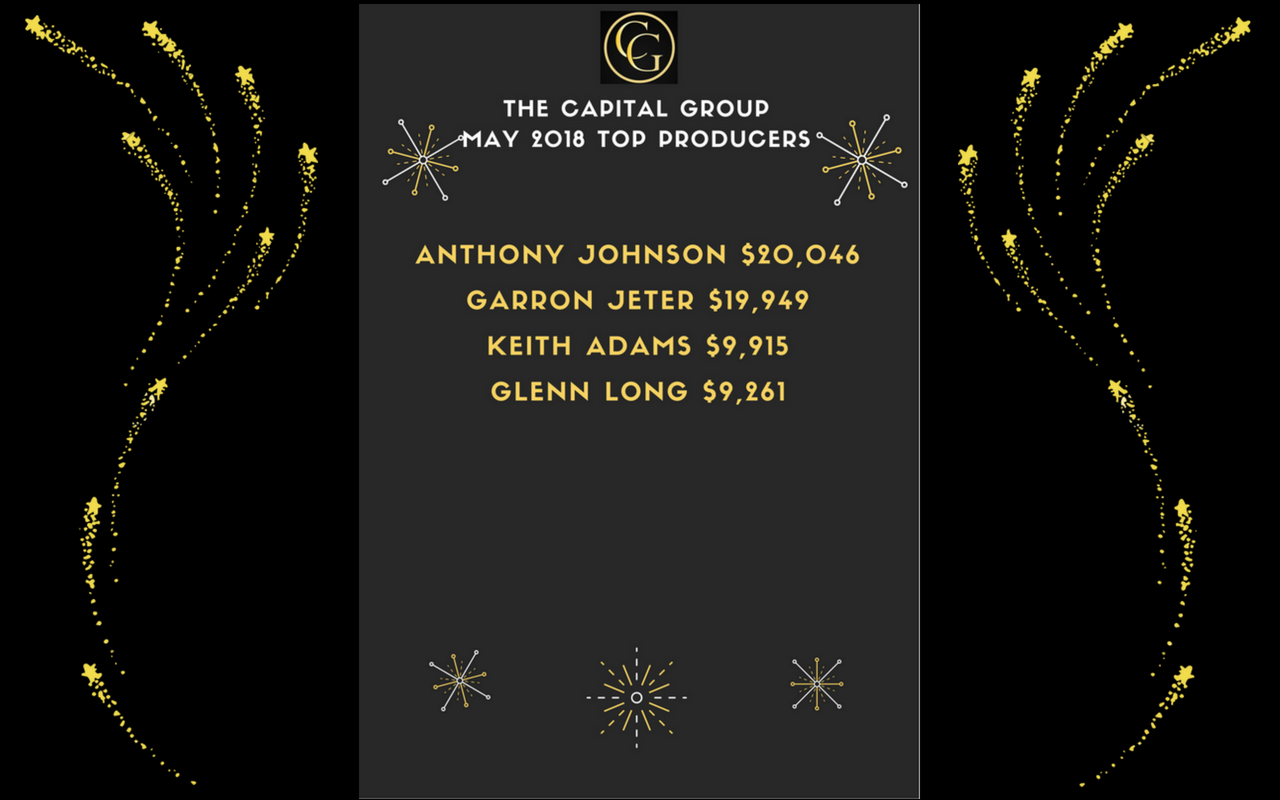 CG
THE CAPITAL GROUP
MAY 2018 TOP PRODUCERS
ANTHONY JOHNSON $20,046
GARRON JETER $19,949
KEITH ADAMS $9,915
GLENN LONG $9,261